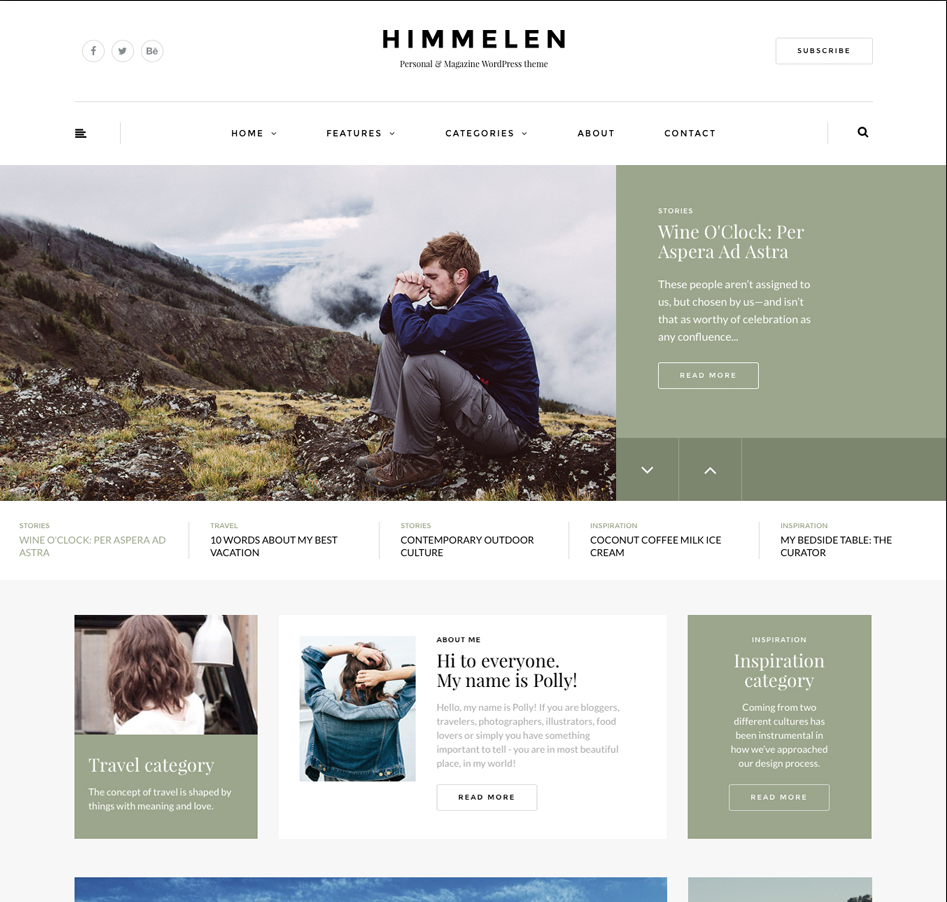 HIMMELEN
Bē
Personal & Magazine WordPress theme
SUBSCRIBE
HOME
FEATURES
CATEGORIES
ABOUT
CONTACT
STORIES
Wine O'Clock: Per
Aspera Ad Astra
These people aren't assigned to
us, but chosen by us—and isn't
that as worthy of celebration as
any confluence...
READ MORE
STORIES
WINE O'CLOCK: PER ASPERA AD
ASTRA
TRAVEL
10 WORDS ABOUT MY BEST
VACATION
STORIES
CONTEMPORARY OUTDOOR
CULTURE
INSPIRATION
COCONUT COFFEE MILK ICE
CREAM
INSPIRATION
MY BEDSIDE TABLE: THE
CURATOR
Travel category
The concept of travel is shaped by
things with meaning and love.
ABOUT ME
Hi to everyone.
My name is Polly!
Hello, my name is Polly! If you are bloggers,
travelers, photographers, illustrators, food
lovers or simply you have something
important to tell - you are in most beautiful
place, in my world!
READ MORE
INSPIRATION
Inspiration
category
Coming from two
different cultures has
been instrumental in
how we've approached
our design process.
READ MORE